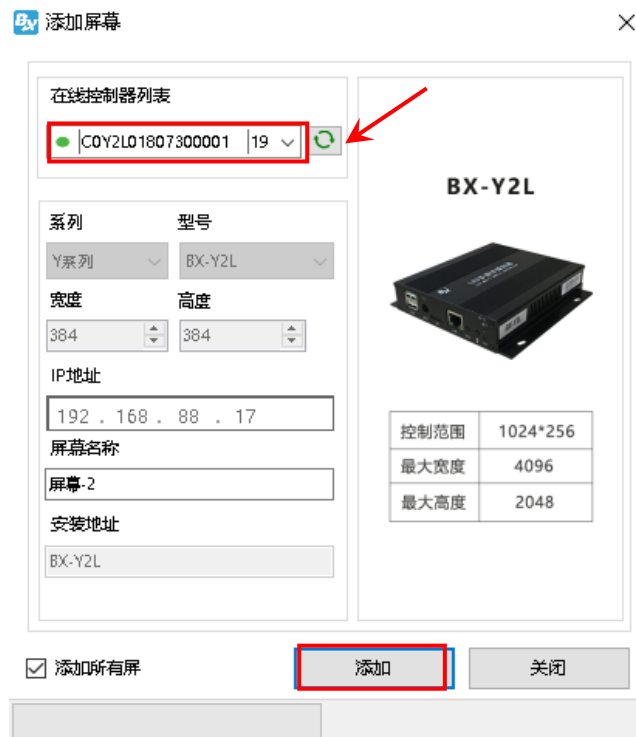 BX 添加屏幕
在线控制器列表
C0Y2L01807300001 19
系列 型号
Y系列 BX-Y2L
宽度 高度
384 384
IP地址
192 . 168 . 88 . 17
屏幕名称
屏幕-2
安装地址
BX-Y2L
BX-Y2L
控制范围 1024*256
最大宽度 4096
最大高度 2048
添加所有屏 添加 关闭